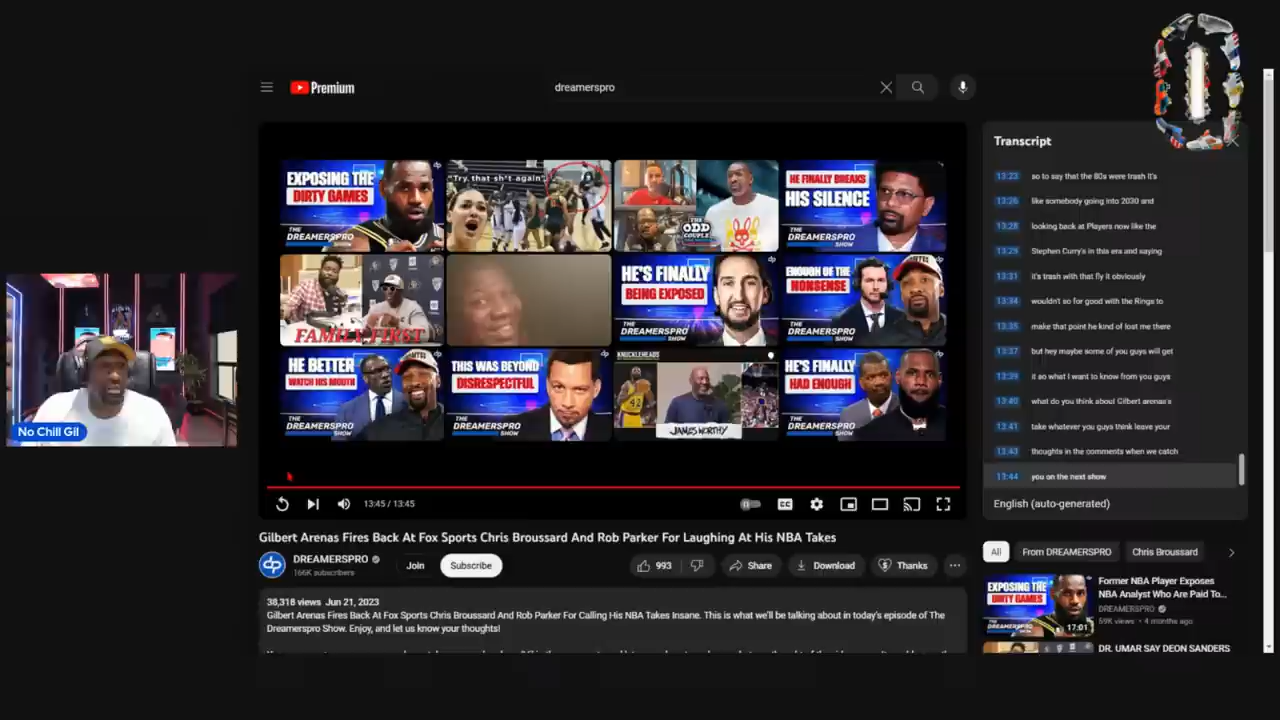 Premium
dreamerspro
EXPOSING THE
DIRTY GAMES
THE
DREAMERSPRO
SHOW
"Try that sh*t again"
THE
ODD
COUPLE
HE FINALLY BREAKS
HIS SILENCE
THE
DREAMERSPRO
SHOW
FAMILY FIRST
HE'S FINALLY
BEING EXPOSED
THE
DREAMERSPRO
SHOW
ENOUGH OF THE
NONSENSE
THE
DREAMERSPRO
SHOW
HE BETTER
WATCH HIS MOUTH
THE
DREAMERSPRO
SHOW
THIS WAS BEYOND
DISRESPECTFUL
THE
DREAMERSPRO
SHOW
KNUCKLEHEADS
JAMES WORTHY
HE'S FINALLY
HAD ENOUGH
THE
DREAMERSPRO
SHOW
No Chill Gil
13:45 / 13:45
CC
Gilbert Arenas Fires Back At Fox Sports Chris Broussard And Rob Parker For Laughing At His NBA Takes
dp
DREAMERSPRO
166K subscribers
Join
Subscribe
993
Share
Download
Thanks
38,318 views Jun 21, 2023
Gilbert Arenas Fires Back At Fox Sports Chris Broussard And Rob Parker For Calling His NBA Takes Insane. This is what we'll be talking about in today's episode of The
Dreamerspro Show. Enjoy, and let us know your thoughts!
Transcript
13:23 so to say that the 80s were trash it's
13:26 like somebody going into 2030 and
13:28 looking back at Players now like the
13:29 Stephen Curry's in this era and saying
13:31 it's trash with that fly it obviously
13:34 wouldn't so for good with the Rings to
13:35 make that point he kind of lost me there
13:37 but hey maybe some of you guys will get
13:39 it so what I want to know from you guys
13:40 what do you think about Gilbert arenas's
13:41 take whatever you guys think leave your
13:43 thoughts in the comments when we catch
13:44 you on the next show
English (auto-generated)
All
From DREAMERSPRO
Chris Broussard
EXPOSING THE
DIRTY GAMES
17:01
Former NBA Player Exposes
NBA Analyst Who Are Paid To...
DREAMERSPRO
59K views • 4 months ago
DR. UMAR SAY DEON SANDERS